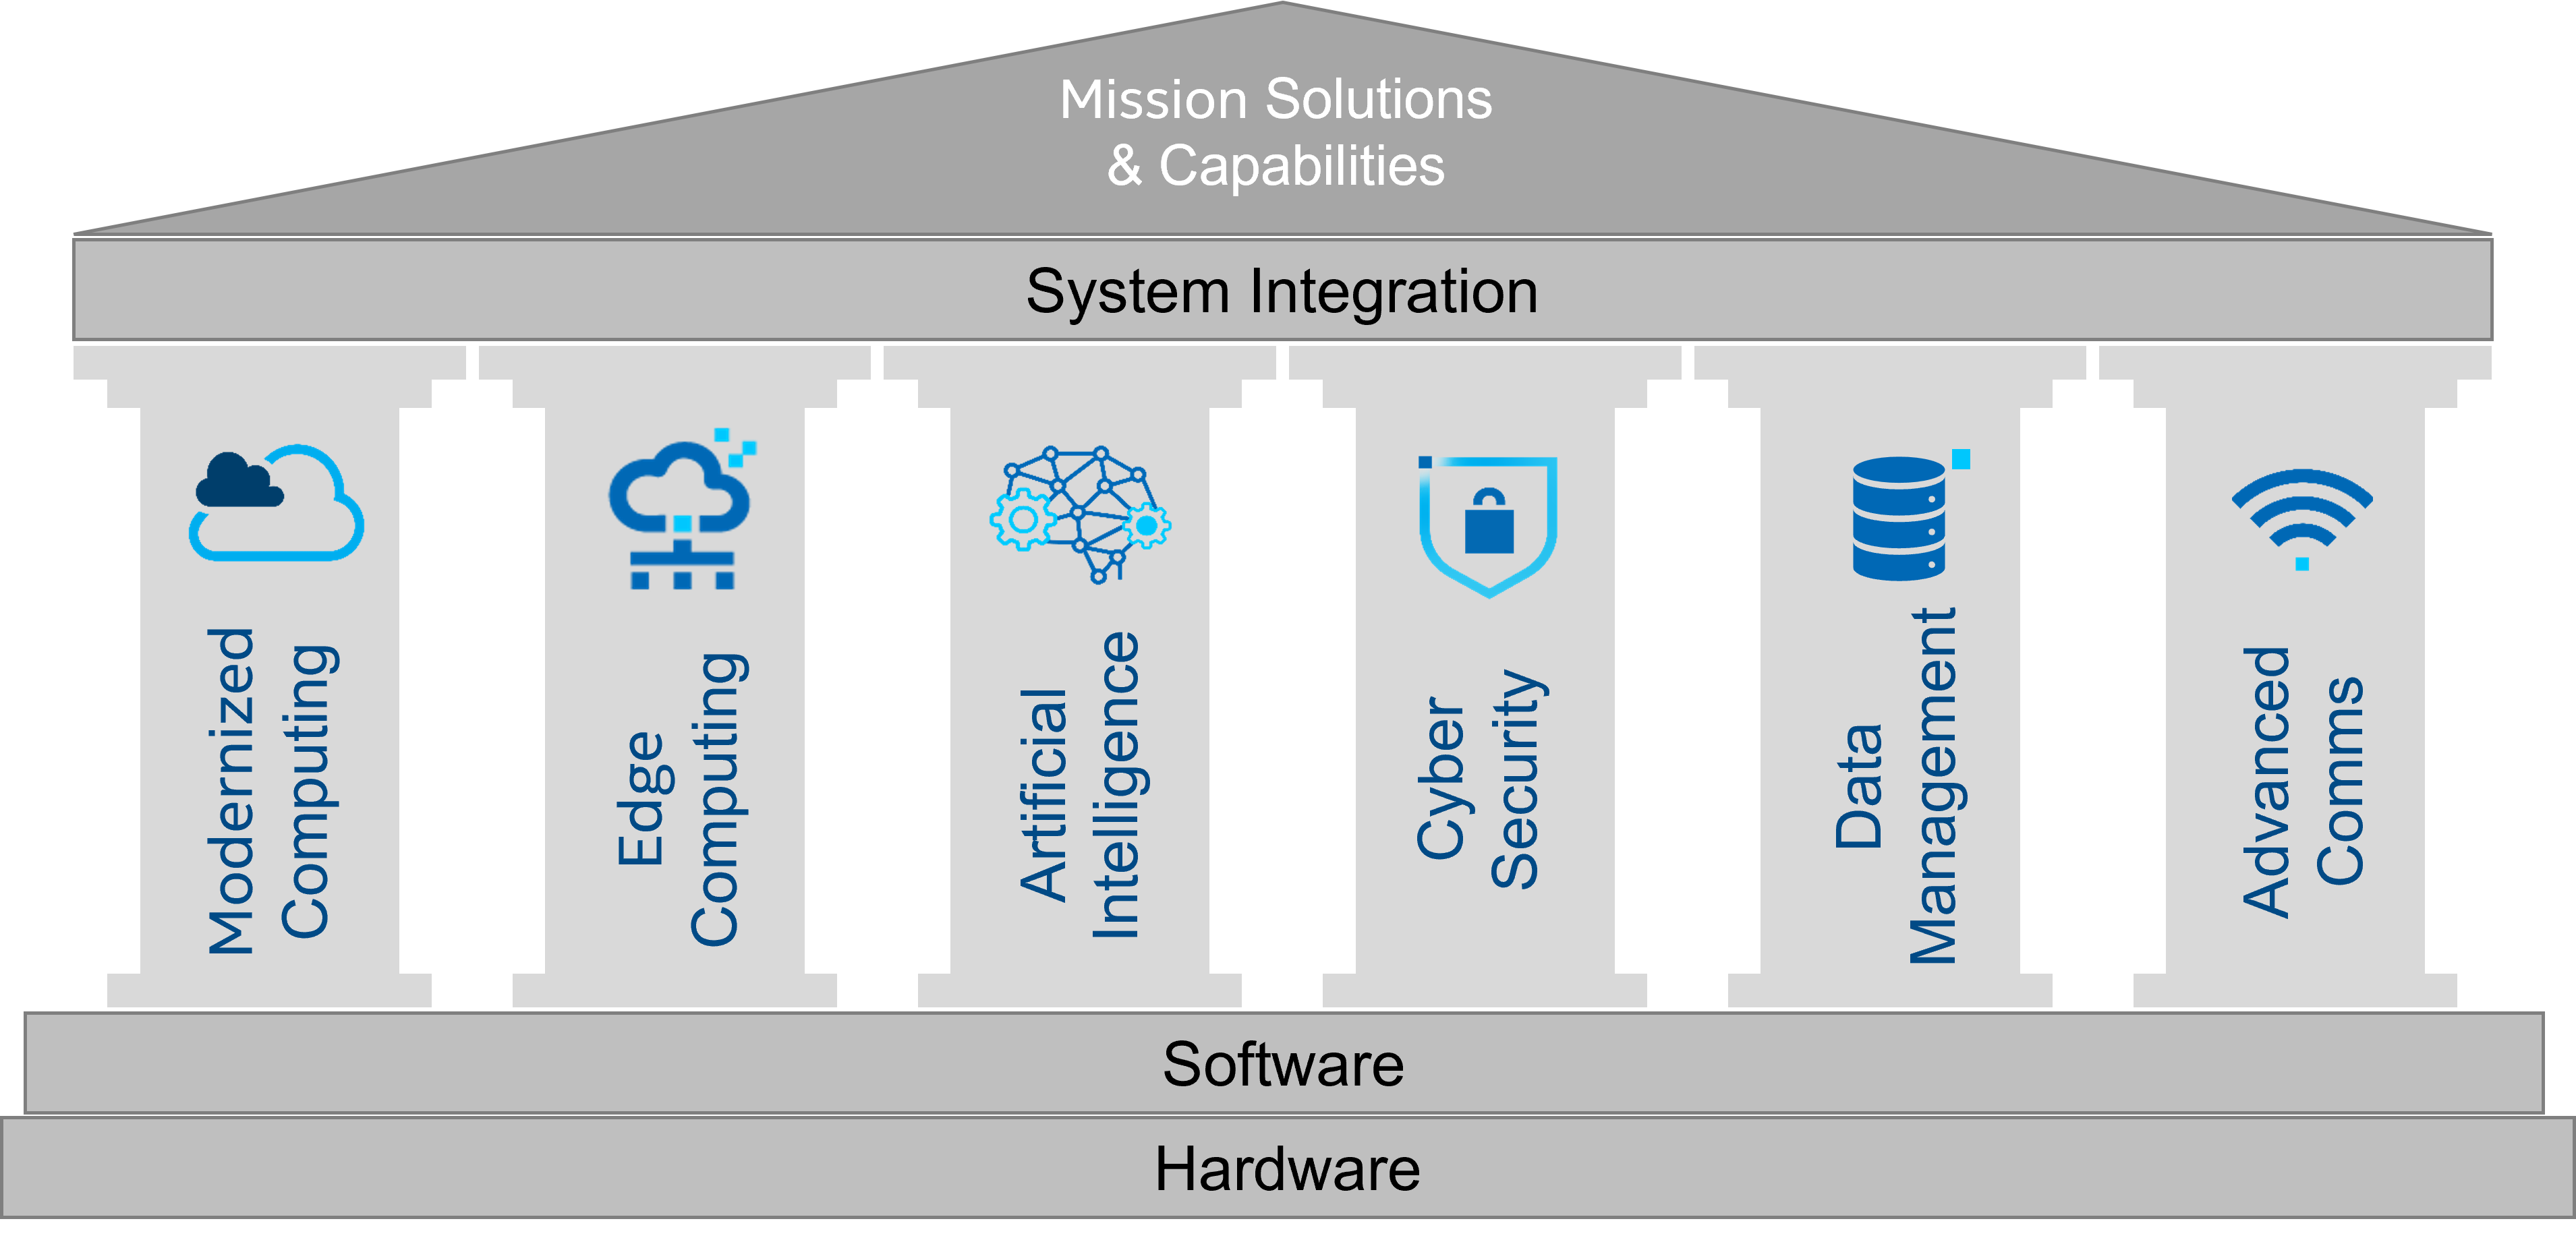 Mission Solutions
& Capabilities
System Integration
Modernized
Computing
Edge
Computing
Artificial
Intelligence
Cyber
Security
Data
Management
Advanced
Comms
Software
Hardware